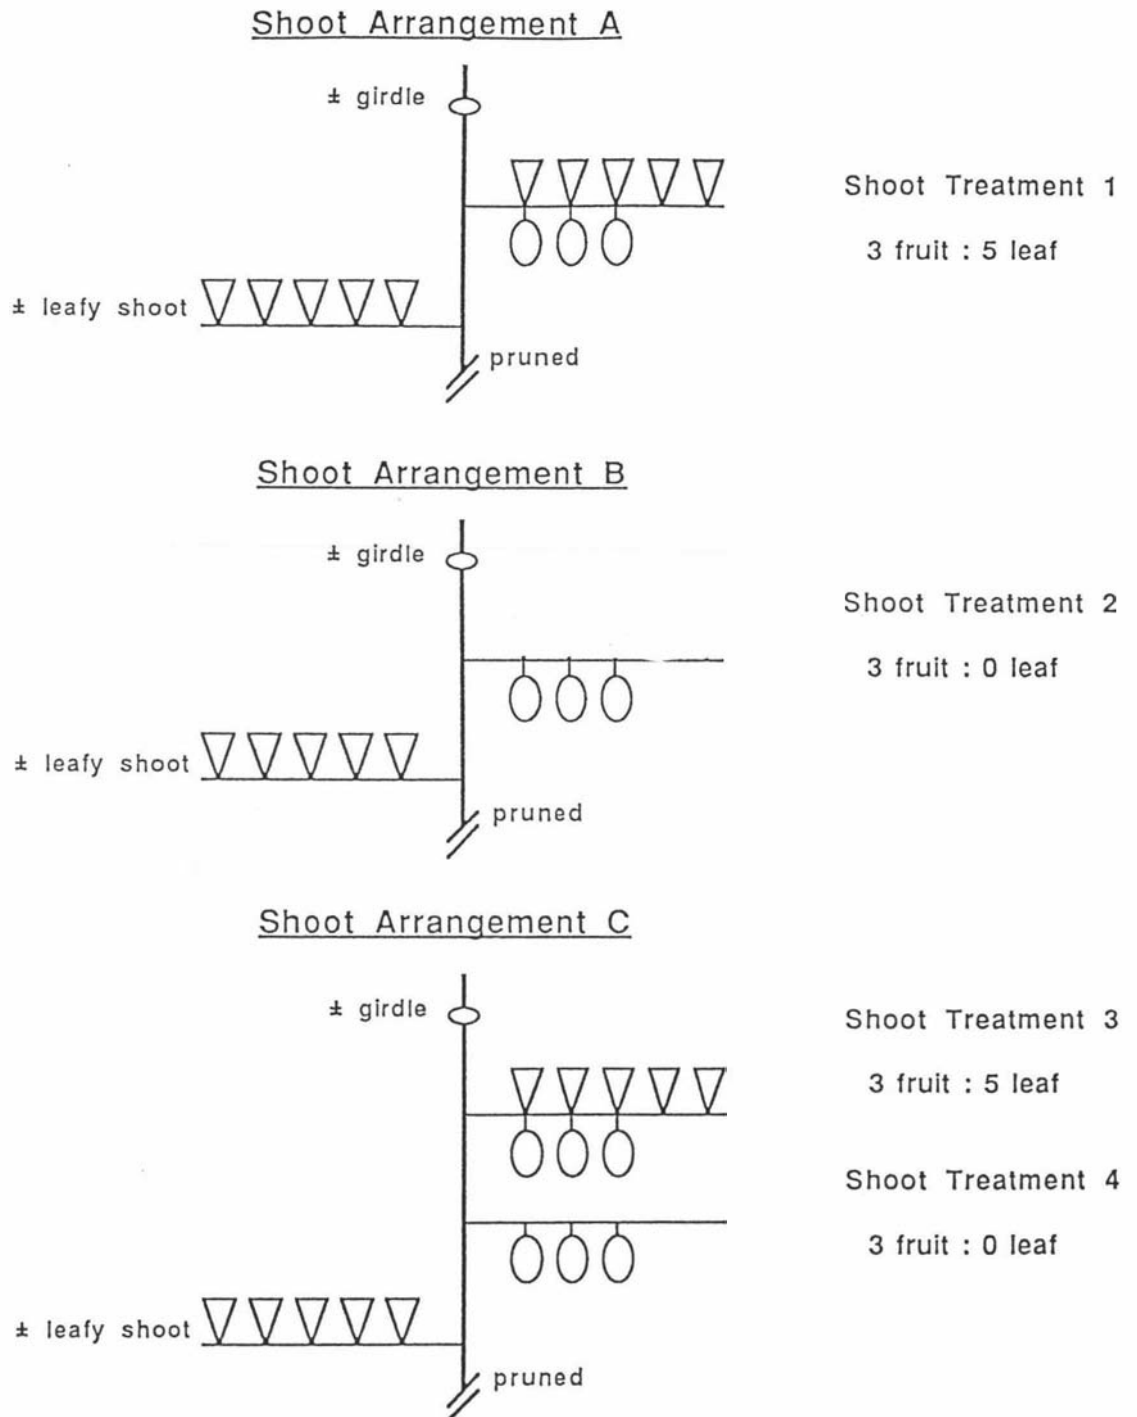 Shoot Arrangement A
± girdle
Shoot Treatment 1
3 fruit : 5 leaf
± leafy shoot
pruned
Shoot Arrangement B
± girdle
Shoot Treatment 2
3 fruit : 0 leaf
± leafy shoot
pruned
Shoot Arrangement C
± girdle
Shoot Treatment 3
3 fruit : 5 leaf
Shoot Treatment 4
3 fruit : 0 leaf
± leafy shoot
pruned